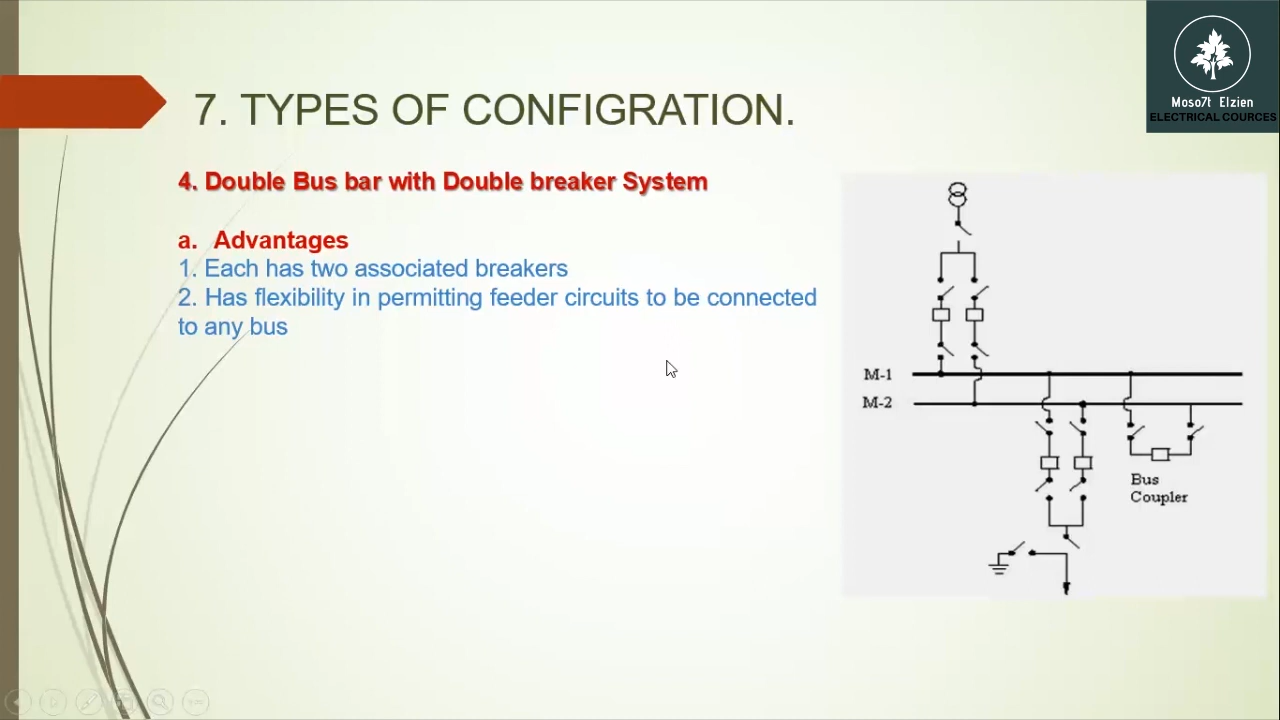 Moso7t Elzien
ELECTRICAL COURCES
7. TYPES OF CONFIGRATION.
4. Double Bus bar with Double breaker System
a. Advantages
1. Each has two associated breakers
2. Has flexibility in permitting feeder circuits to be connected
to any bus
M-1
M-2
Bus
Coupler